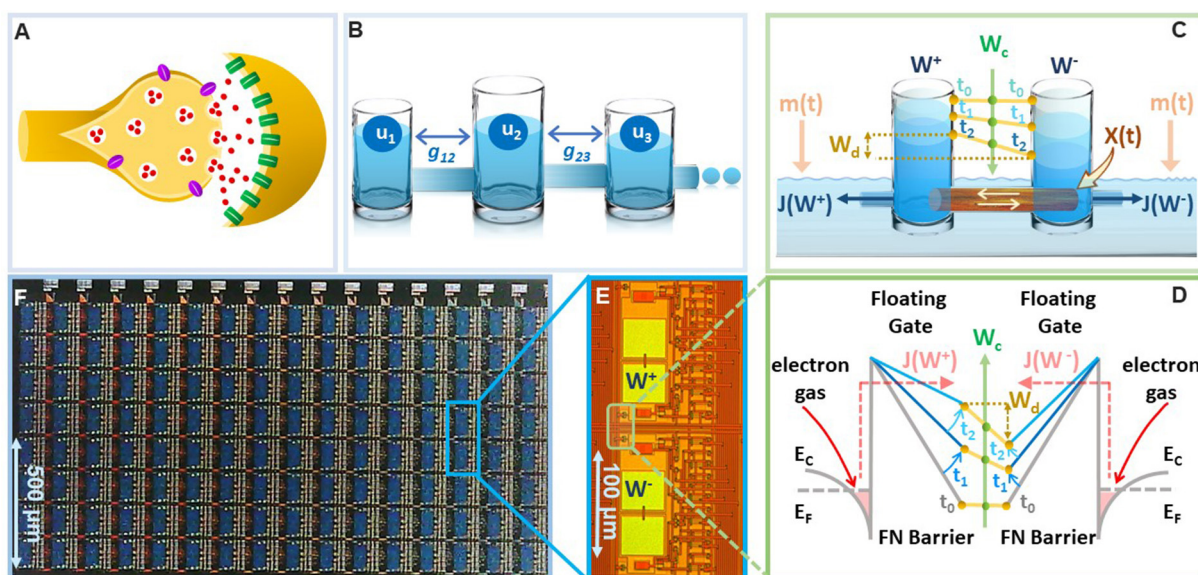 A
B
u1
u2
u3
g12
g23
C
Wc
W+
W-
t0
t0
m(t)
m(t)
t1
t1
t2
t2
X(t)
Wd
J(W+)
J(W-)
F
500 μm
E
W+
W-
100 μm
D
Floating
Gate
Floating
Gate
Wc
electron
gas
J(W+)
J(W-)
electron
gas
Wd
t2
t2
EC
EC
t1
t1
t0
t0
EF
EF
FN Barrier
FN Barrier